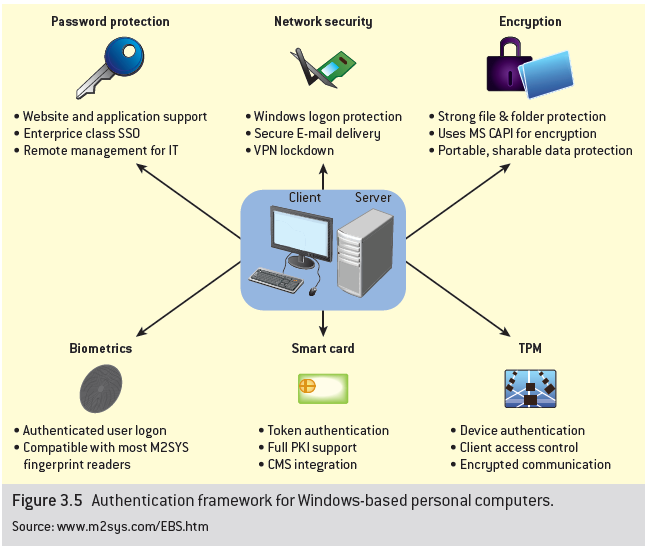 Password protection
• Website and application support
• Enterprice class SSO
• Remote management for IT
Network security
• Windows logon protection
• Secure E-mail delivery
• VPN lockdown
Encryption
• Strong file & folder protection
• Uses MS CAPI for encryption
• Portable, sharable data protection
Client
Server
Biometrics
• Authenticated user logon
• Compatible with most M2SYS
fingerprint readers
Smart card
• Token authentication
• Full PKI support
• CMS integration
TPM
• Device authentication
• Client access control
• Encrypted communication
Figure 3.5 Authentication framework for Windows-based personal computers.
Source: www.m2sys.com/EBS.htm